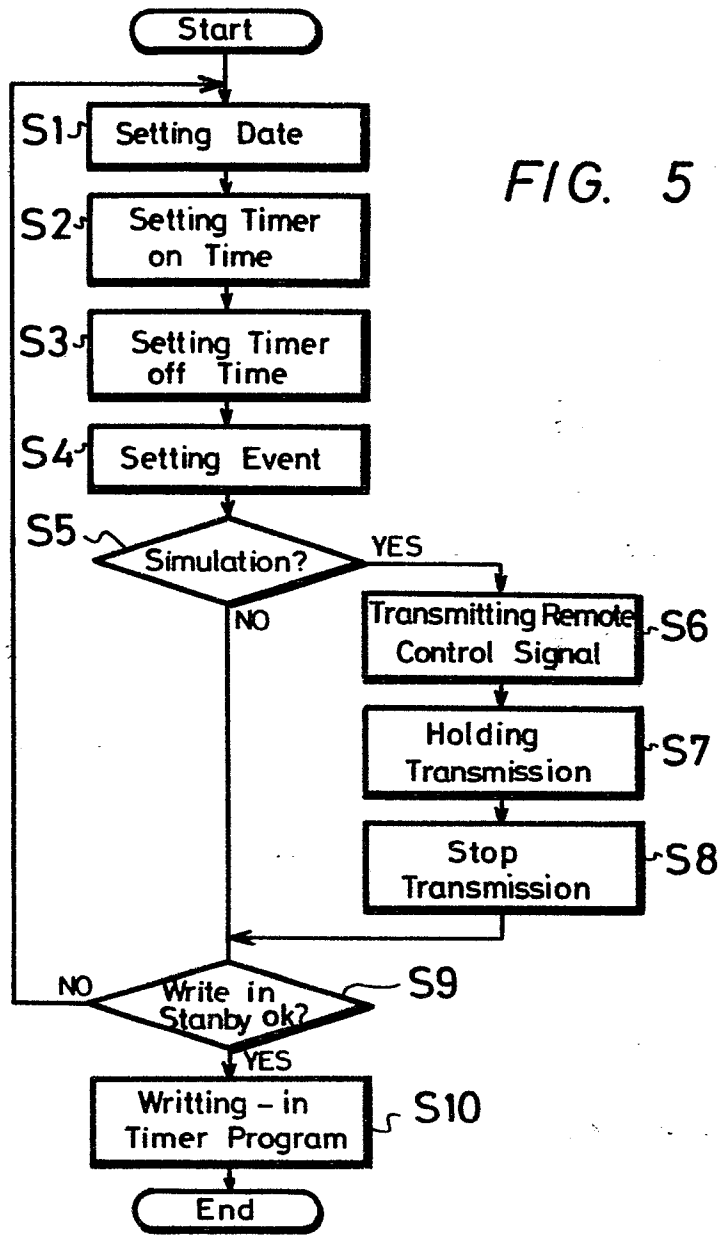 Start
S1
Setting Date
FIG. 5
S2
Setting Timer
on Time
S3
Setting Timer
off Time
S4
Setting Event
S5
Simulation?
YES
NO
Transmitting Remote
Control Signal
S6
Holding
Transmission
S7
Stop
Transmission
S8
NO
Write in
Stanby ok?
S9
YES
Writting-in
Timer Program
S10
End